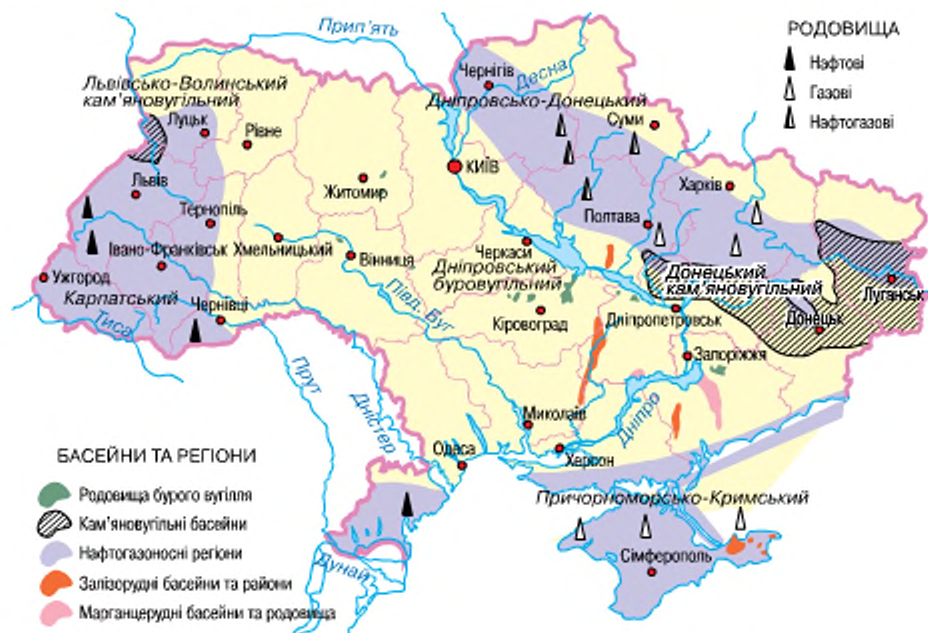 РОДОВИЩА
Нафтові
Газові
Нафтогазові
Прип'ять
Чернігів
Десна
Львівсько-Волинський
кам'яновугільний
Дніпровсько-Донецький
Луцьк
Рівне
Суми
КИЇВ
Львів
Житомир
Харків
Тернопіль
Полтава
Івано-Франківськ
Хмельницький
Вінниця
Черкаси
Дніпровський
буровугільний
Донецький
кам'яновугільний
Ужгород
Луганськ
Карпатський
Чернівці
Тиса
Півд. Буг
Кіровоград
Дніпропетровськ
Донецьк
Запоріжжя
Прут
Дністер
Миколаїв
Дніпро
Одеса
Херсон
БАСЕЙНИ ТА РЕГІОНИ
Родовища бурого вугілля
Кам'яновугільні басейни
Нафтогазоносні регіони
Залізорудні басейни та райони
Марганцерудні басейни та родовища
Причорноморсько-Кримський
Сімферополь
Дунай